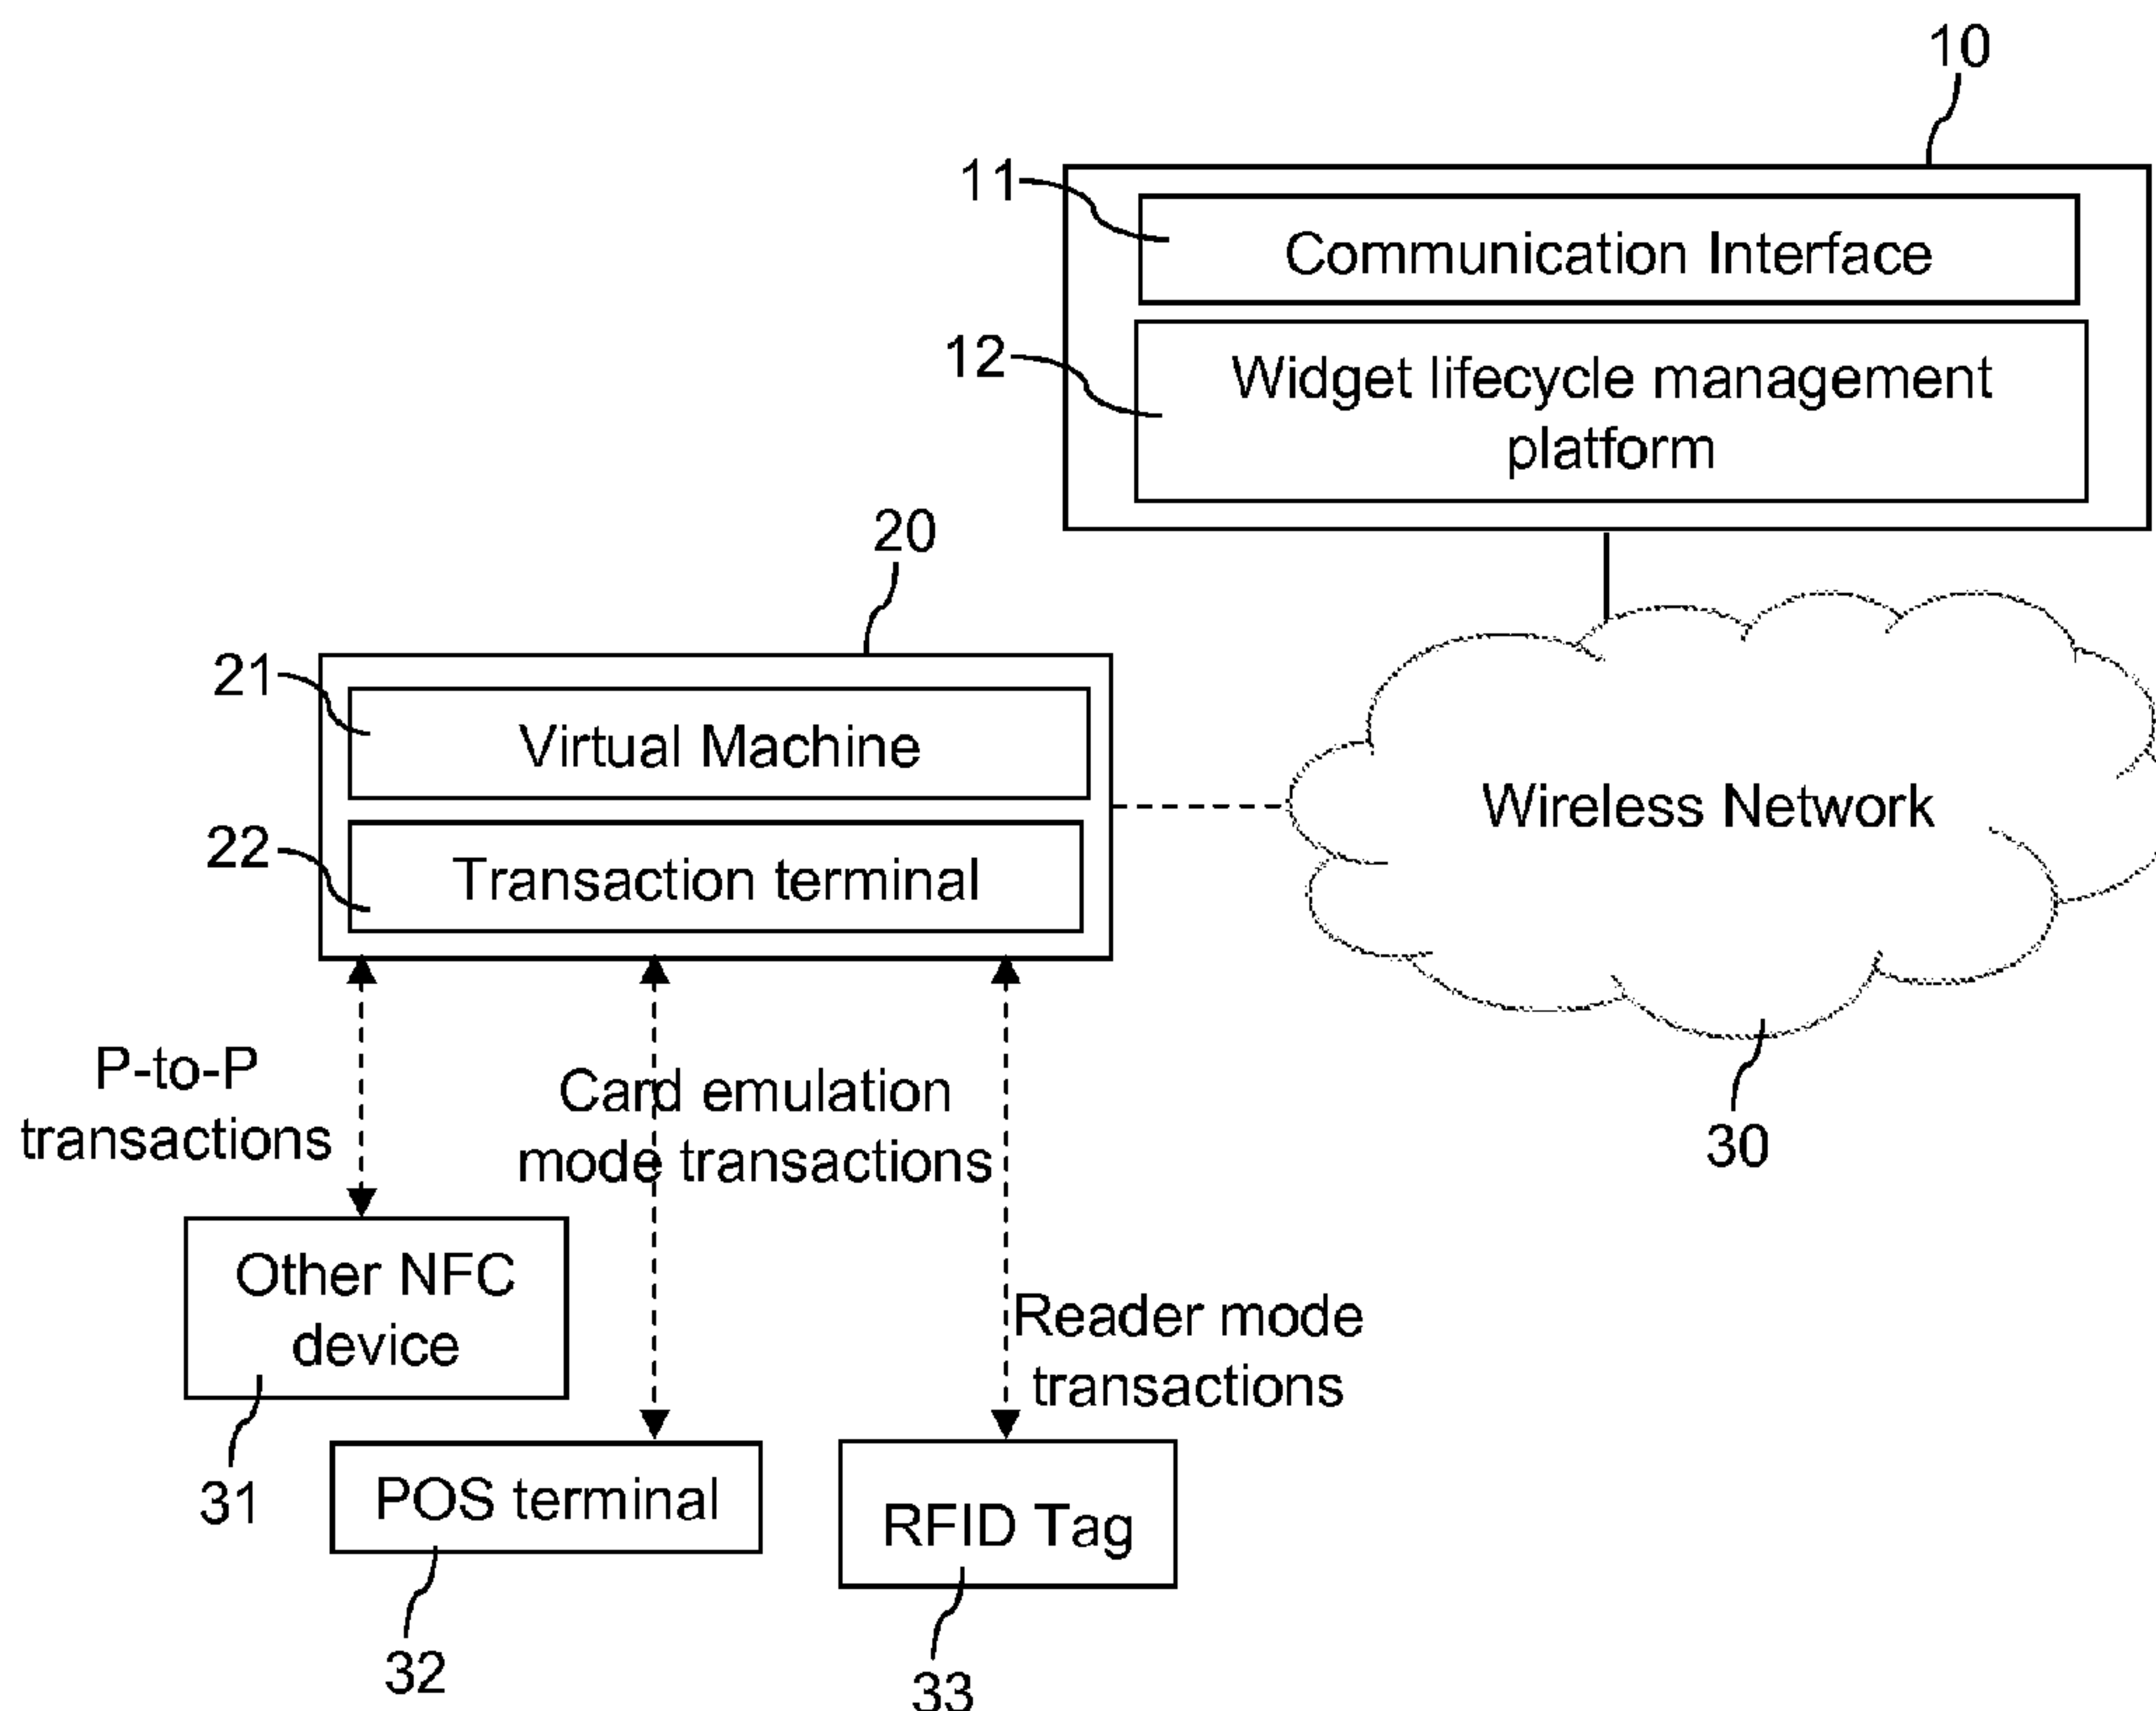 10
11
Communication Interface
12
Widget lifecycle management
platform
20
21
Virtual Machine
22
Transaction terminal
Wireless Network
30
P-to-P
transactions
Card emulation
mode transactions
Reader mode
transactions
Other NFC
device
31
POS terminal
32
RFID Tag
33